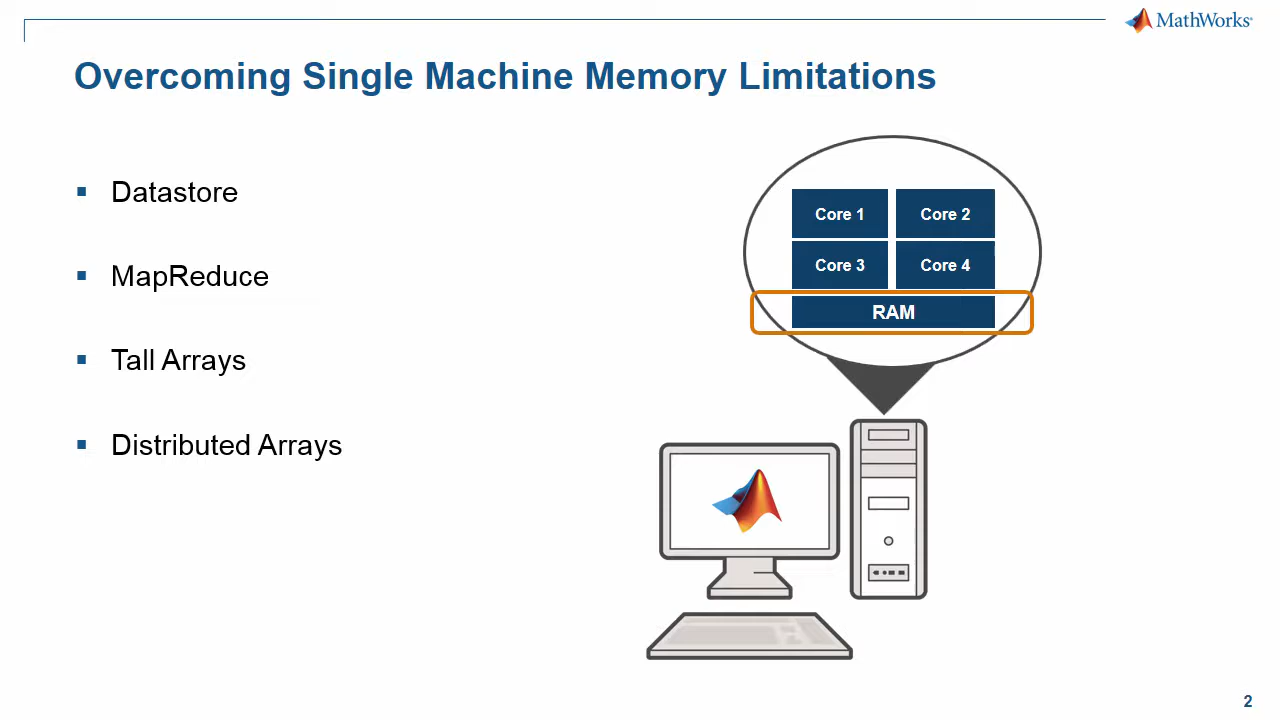 MathWorks
Overcoming Single Machine Memory Limitations
Datastore
MapReduce
Tall Arrays
Distributed Arrays
Core 1
Core 2
Core 3
Core 4
RAM
2